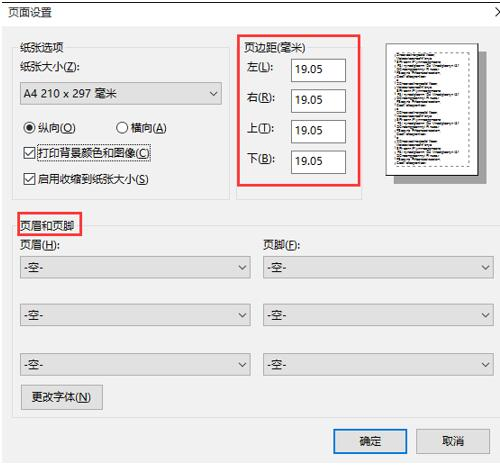 页面设置
纸张选项
纸张大小(Z):
A4 210 x 297 毫米
纵向(O)
横向(A)
打印背景颜色和图像(C)
启用收缩到纸张大小(S)
页边距(毫米)
左(L): 19.05
右(R): 19.05
上(T): 19.05
下(B): 19.05
页眉和页脚
页眉(H):
页脚(F):
-空-
-空-
-空-
-空-
-空-
-空-
更改字体(N)
确定
取消